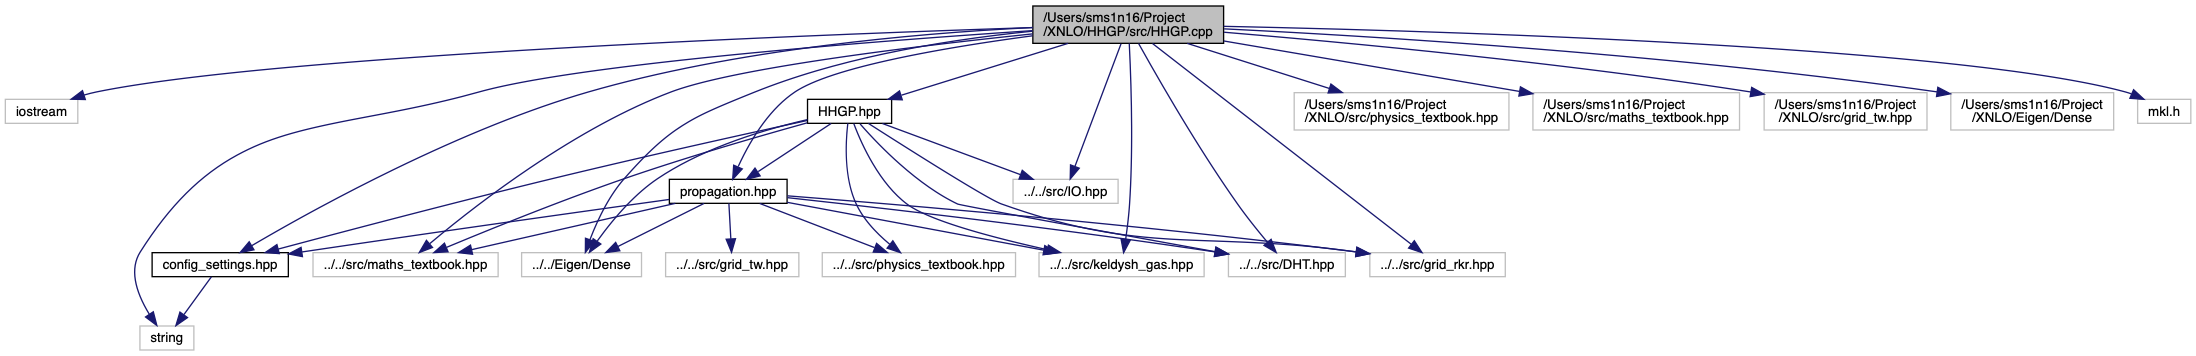 /Users/sms1n16/Project
/XNLO/HHGP/src/HHGP.cpp
iostream
HHGP.hpp
/Users/sms1n16/Project
/XNLO/src/physics_textbook.hpp
/Users/sms1n16/Project
/XNLO/src/maths_textbook.hpp
/Users/sms1n16/Project
/XNLO/src/grid_tw.hpp
/Users/sms1n16/Project
/XNLO/Eigen/Dense
mkl.h
propagation.hpp
../../src/IO.hpp
config_settings.hpp
../../src/maths_textbook.hpp
../../Eigen/Dense
../../src/grid_tw.hpp
../../src/physics_textbook.hpp
../../src/keldysh_gas.hpp
../../src/DHT.hpp
../../src/grid_rkr.hpp
string